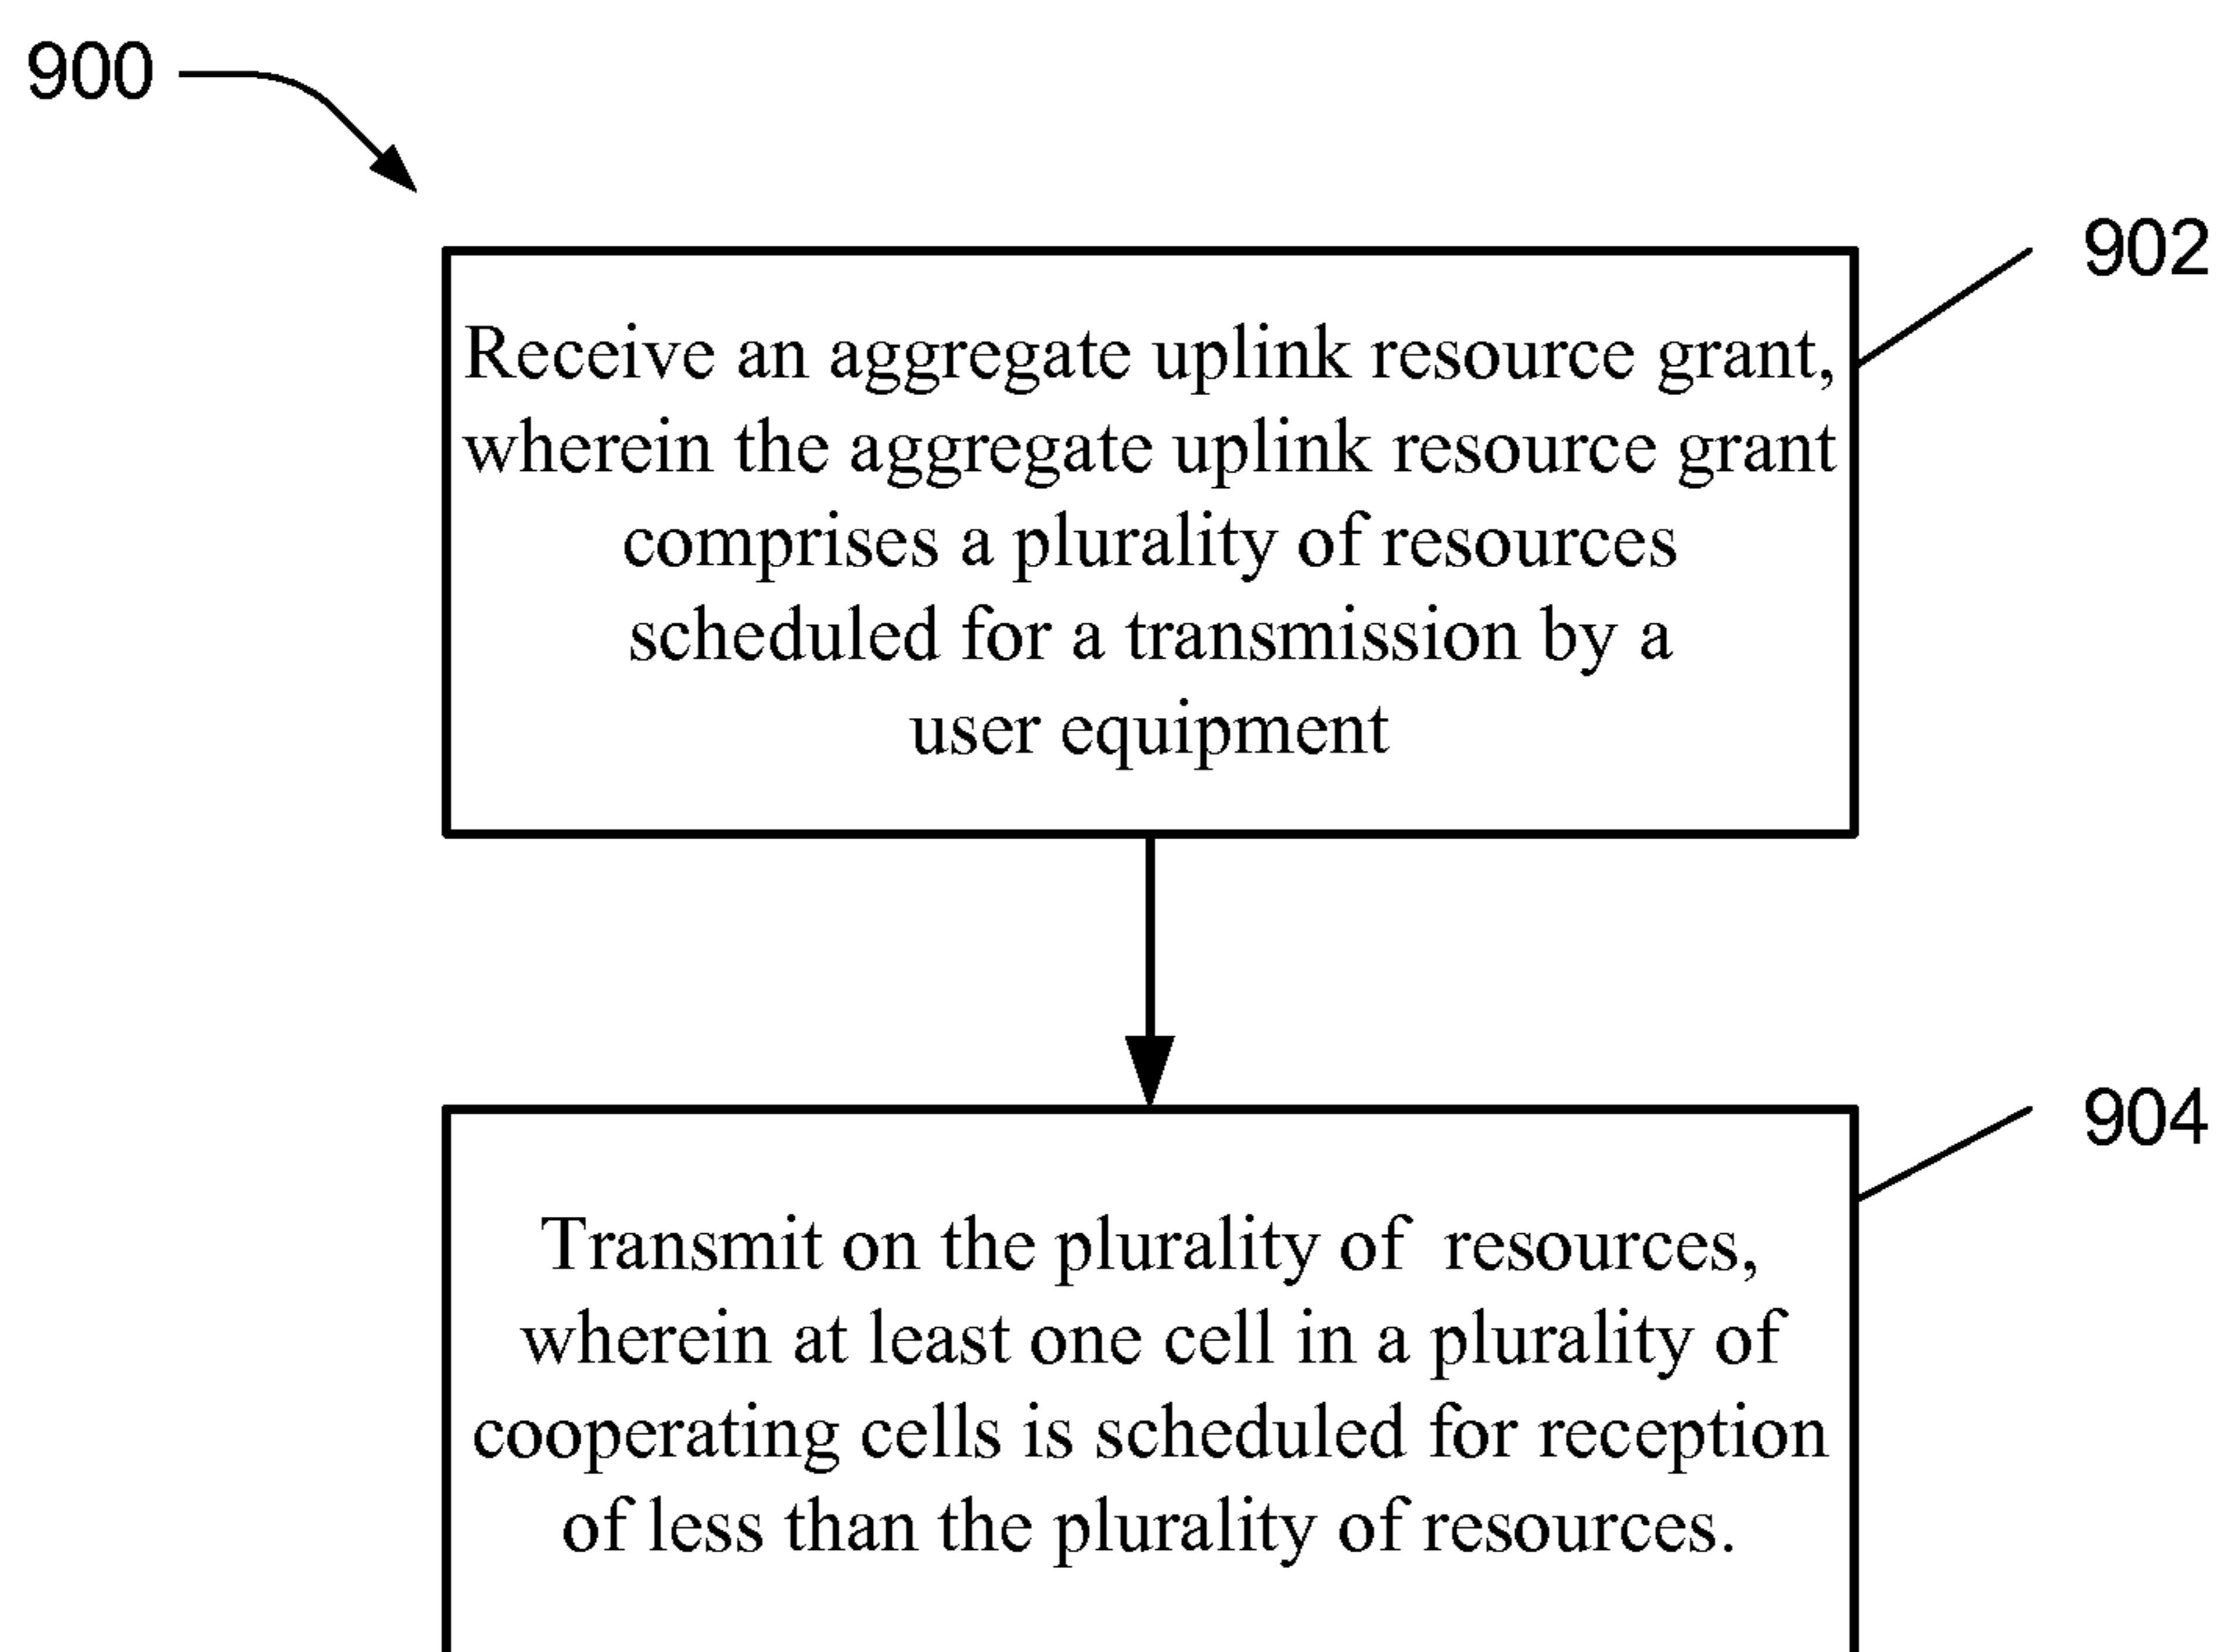 900
902
Receive an aggregate uplink resource grant,
wherein the aggregate uplink resource grant
comprises a plurality of resources
scheduled for a transmission by a
user equipment
904
Transmit on the plurality of  resources,
wherein at least one cell in a plurality of
cooperating cells is scheduled for reception
of less than the plurality of resources.